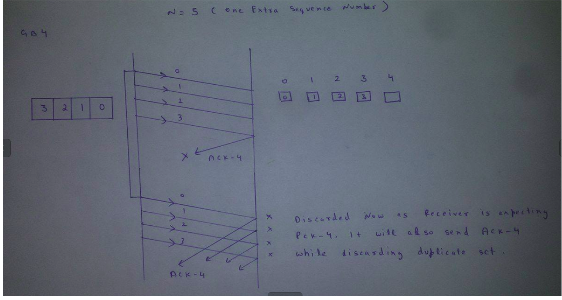 N = 5 ( One Extra Sequence Number )
GB4
0
1
2
3
3 2 1 0
0 1 2 3 4
0 1 2 3
x ACK-4
0
1
2
3
ACK-4
x Discarded Now as Receiver is expecting
x Pck-4. It will also send ACK-4
x while discarding duplicate set.